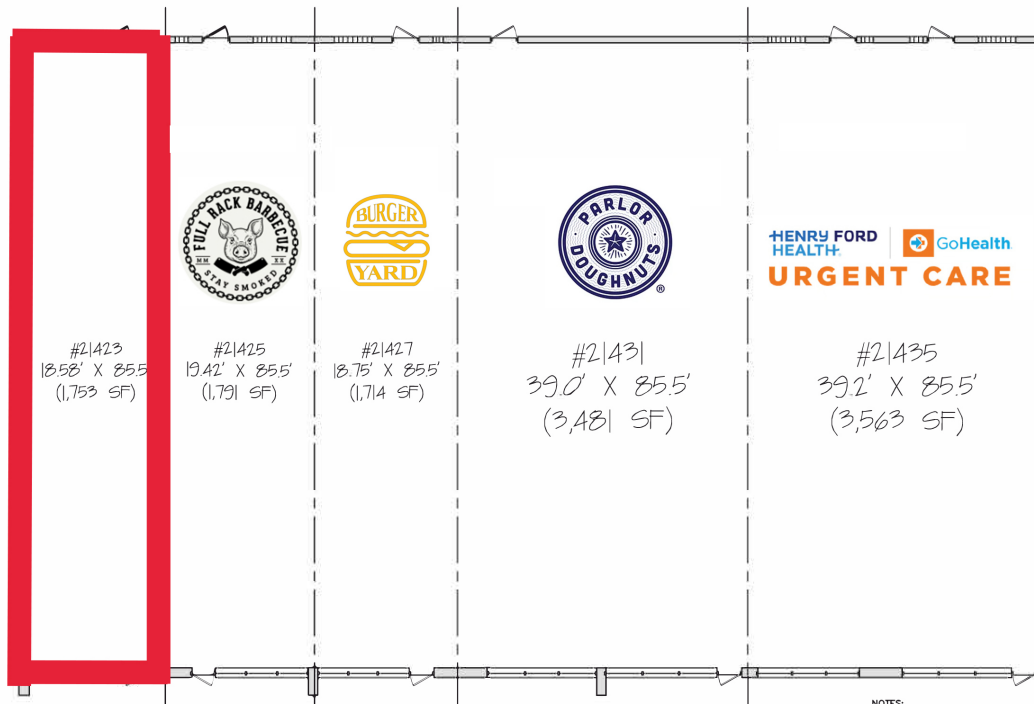 #21423
18.58' X 85.5'
(1,753 SF)
FULL RACK BARBECUE
MM XX
STAY SMOKED
#21425
19.42' X 85.5'
(1,791 SF)
BURGER
YARD
#21427
18.75' X 85.5'
(1,714 SF)
PARLOR
DOUGHNUTS
®
#21431
39.0' X 85.5'
(3,481 SF)
HENRY FORD
HEALTH
GoHealth
URGENT CARE
#21435
39.2' X 85.5'
(3,563 SF)
NOTES: